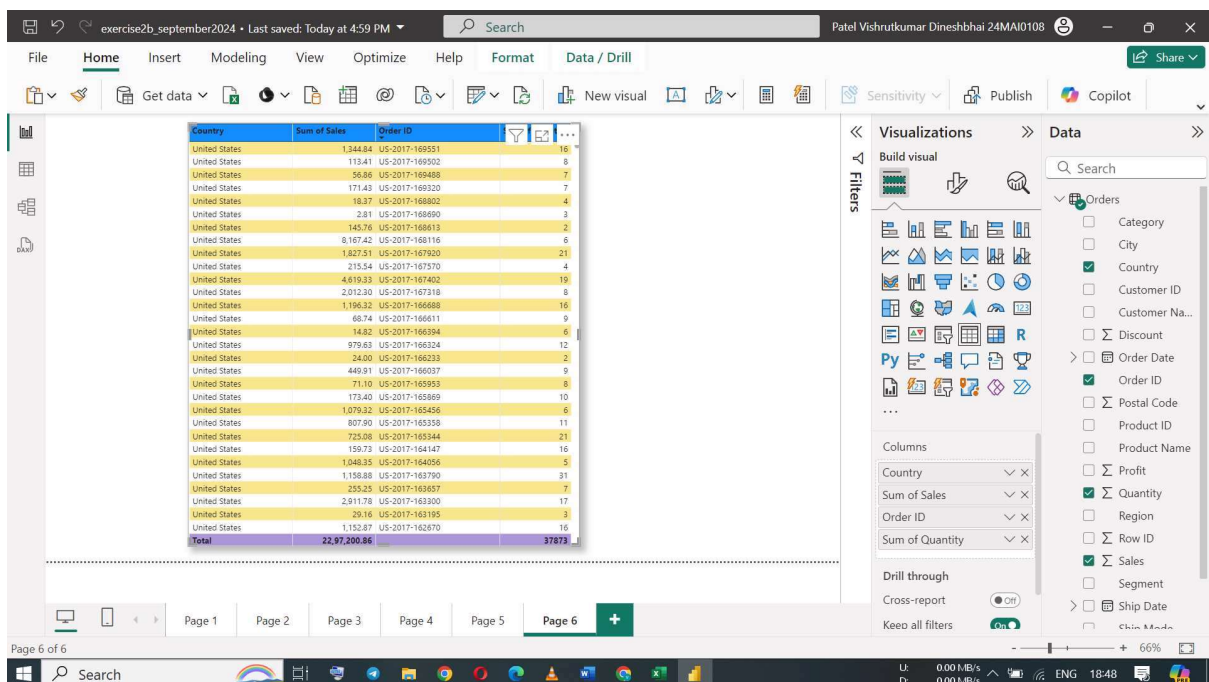 exercise2b_september2024 • Last saved: Today at 4:59 PM
Search
Patel Vishrutkumar Dineshbhai 24MAI0108
File Home Insert Modeling View Optimize Help Format Data / Drill
Share
Get data
New visual
Sensitivity
Publish
Copilot
Country Sum of Sales Order ID
United States 1,344.84 US-2017-169551 16
United States 113.41 US-2017-169502 8
United States 56.86 US-2017-169488 7
United States 171.43 US-2017-169320 7
United States 18.37 US-2017-168802 4
United States 2.81 US-2017-168690 3
United States 145.76 US-2017-168613 2
United States 8,167.42 US-2017-168116 6
United States 1,827.51 US-2017-167920 21
United States 215.54 US-2017-167570 4
United States 4,619.33 US-2017-167402 19
United States 2,012.30 US-2017-167318 8
United States 1,196.32 US-2017-166688 16
United States 68.74 US-2017-166611 9
United States 14.82 US-2017-166394 6
United States 979.63 US-2017-166324 12
United States 24.00 US-2017-166233 2
United States 449.91 US-2017-166037 9
United States 71.10 US-2017-165953 8
United States 173.40 US-2017-165869 10
United States 1,079.32 US-2017-165456 6
United States 807.90 US-2017-165358 11
United States 725.08 US-2017-165344 21
United States 159.73 US-2017-164147 16
United States 1,048.35 US-2017-164056 5
United States 1,158.88 US-2017-163790 31
United States 255.25 US-2017-163657 7
United States 2,911.78 US-2017-163300 17
United States 29.16 US-2017-163195 3
United States 1,152.87 US-2017-162670 16
Total 22,97,200.86 37873
Filters
Visualizations
Build visual
123
R
Py
...
Columns
Country
Sum of Sales
Order ID
Sum of Quantity
Drill through
Cross-report Off
Keep all filters On
Data
Search
Orders
Category
City
Country
Customer ID
Customer Na...
Discount
Order Date
Order ID
Postal Code
Product ID
Product Name
Profit
Quantity
Region
Row ID
Sales
Segment
Ship Date
Ship Mode
Page 1 Page 2 Page 3 Page 4 Page 5 Page 6
Page 6 of 6
66%
Search
U: 0.00 MB/s
D: 0.00 MB/s
ENG 18:48